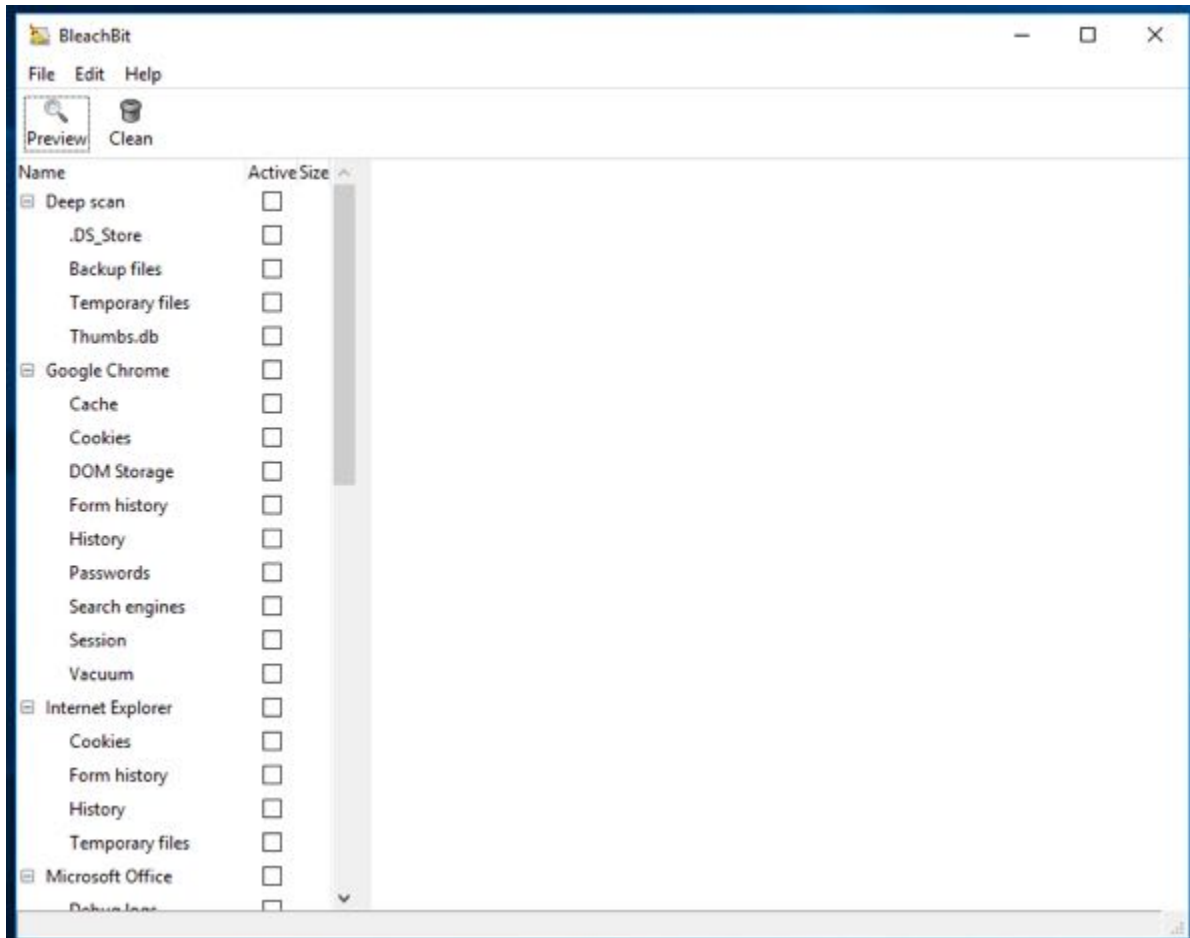 BleachBit
File Edit Help
Preview Clean
Name Active Size
Deep scan
.DS_Store
Backup files
Temporary files
Thumbs.db
Google Chrome
Cache
Cookies
DOM Storage
Form history
History
Passwords
Search engines
Session
Vacuum
Internet Explorer
Cookies
Form history
History
Temporary files
Microsoft Office
Debug logs